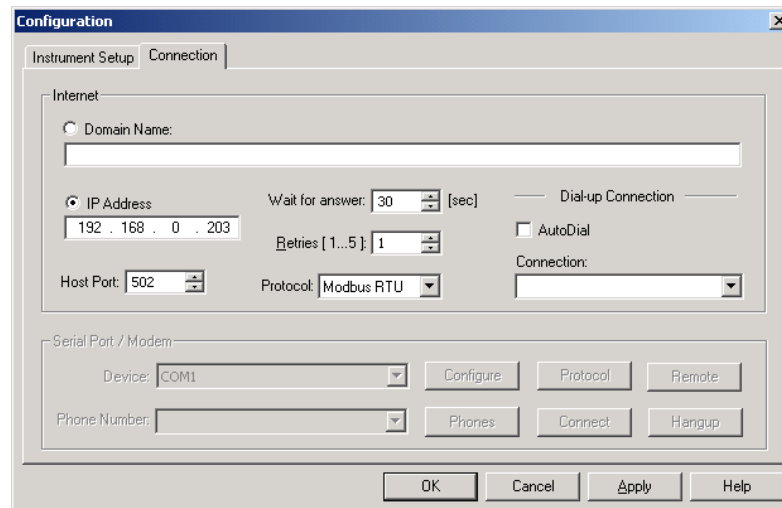 Configuration
Instrument Setup Connection
Internet
Domain Name:
IP Address
192 . 168 . 0 . 203
Host Port: 502
Wait for answer: 30 [sec]
Retries [ 1...5 ]: 1
Protocol: Modbus RTU
Dial-up Connection
AutoDial
Connection:
Serial Port / Modem
Device: COM1 Configure Protocol Remote
Phone Number: Phones Connect Hangup
OK Cancel Apply Help